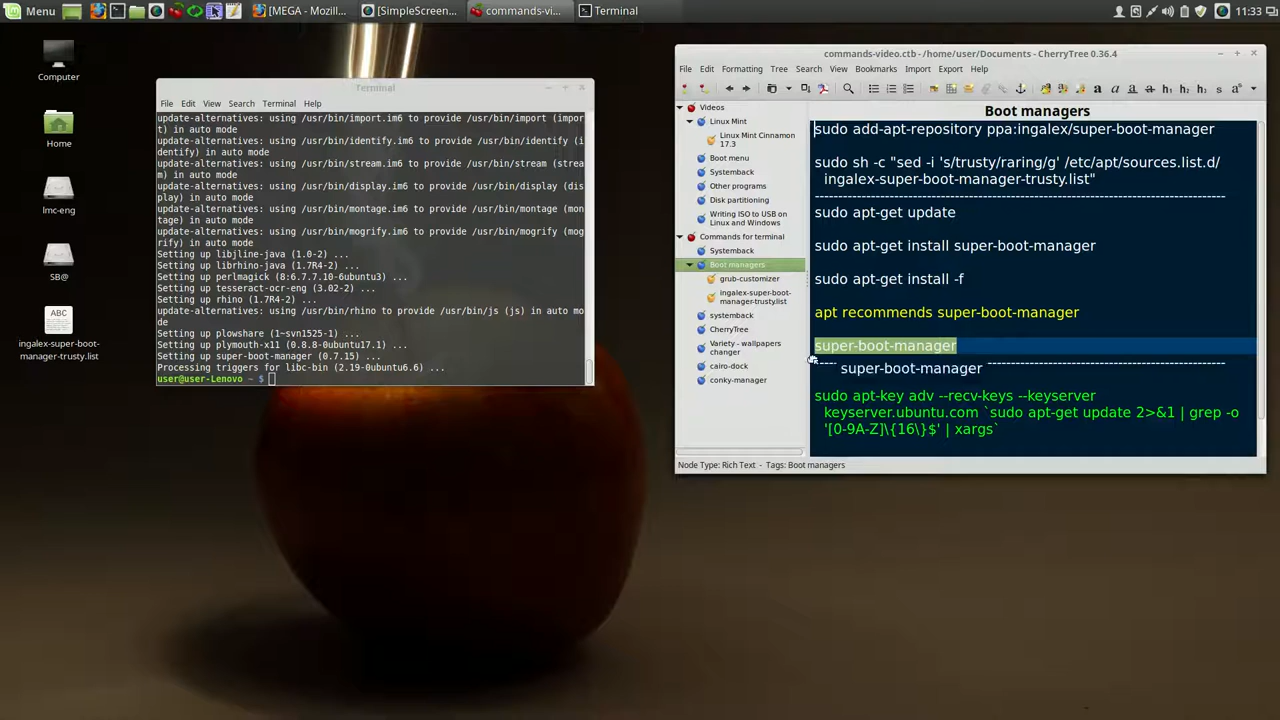 Menu
[MEGA - Mozill...
[SimpleScreen...
commands-vi...
Terminal
11:33
Computer
Home
lmc-eng
SB@
ABC
ingalex-super-boot-
manager-trusty.list
Terminal
File Edit View Search Terminal Help
update-alternatives: using /usr/bin/import.im6 to provide /usr/bin/import (impor
t) in auto mode
update-alternatives: using /usr/bin/identify.im6 to provide /usr/bin/identify (i
dentify) in auto mode
update-alternatives: using /usr/bin/stream.im6 to provide /usr/bin/stream (strea
m) in auto mode
update-alternatives: using /usr/bin/display.im6 to provide /usr/bin/display (dis
play) in auto mode
update-alternatives: using /usr/bin/montage.im6 to provide /usr/bin/montage (mon
tage) in auto mode
update-alternatives: using /usr/bin/mogrify.im6 to provide /usr/bin/mogrify (mog
rify) in auto mode
Setting up libjline-java (1.0-2) ...
Setting up librhino-java (1.7R4-2) ...
Setting up perlmagick (8:6.7.7.10-6ubuntu3) ...
Setting up tesseract-ocr-eng (3.02-2) ...
Setting up rhino (1.7R4-2) ...
update-alternatives: using /usr/bin/rhino to provide /usr/bin/js (js) in auto mo
de
Setting up plowshare (1~svn1525-1) ...
Setting up plymouth-x11 (0.8.8-0ubuntu17.1) ...
Setting up super-boot-manager (0.7.15) ...
Processing triggers for libc-bin (2.19-0ubuntu6.6) ...
user@user-Lenovo ~ $
commands-video.ctb - /home/user/Documents - CherryTree 0.36.4
File Edit Formatting Tree Search View Bookmarks Import Export Help
Videos
Linux Mint
Linux Mint Cinnamon
17.3
Boot menu
Systemback
Other programs
Disk partitioning
Writing ISO to USB on
Linux and Windows
Commands for terminal
Systemback
Boot managers
grub-customizer
ingalex-super-boot-
manager-trusty.list
systemback
CherryTree
Variety - wallpapers
changer
cairo-dock
conky-manager
Boot managers
sudo add-apt-repository ppa:ingalex/super-boot-manager
sudo sh -c "sed -i 's/trusty/raring/g' /etc/apt/sources.list.d/
ingalex-super-boot-manager-trusty.list"
sudo apt-get update
sudo apt-get install super-boot-manager
sudo apt-get install -f
apt recommends super-boot-manager
super-boot-manager
super-boot-manager
sudo apt-key adv --recv-keys --keyserver
keyserver.ubuntu.com `sudo apt-get update 2>&1 | grep -o
'[0-9A-Z]\{16\}$' | xargs`
Node Type: Rich Text  -  Tags: Boot managers